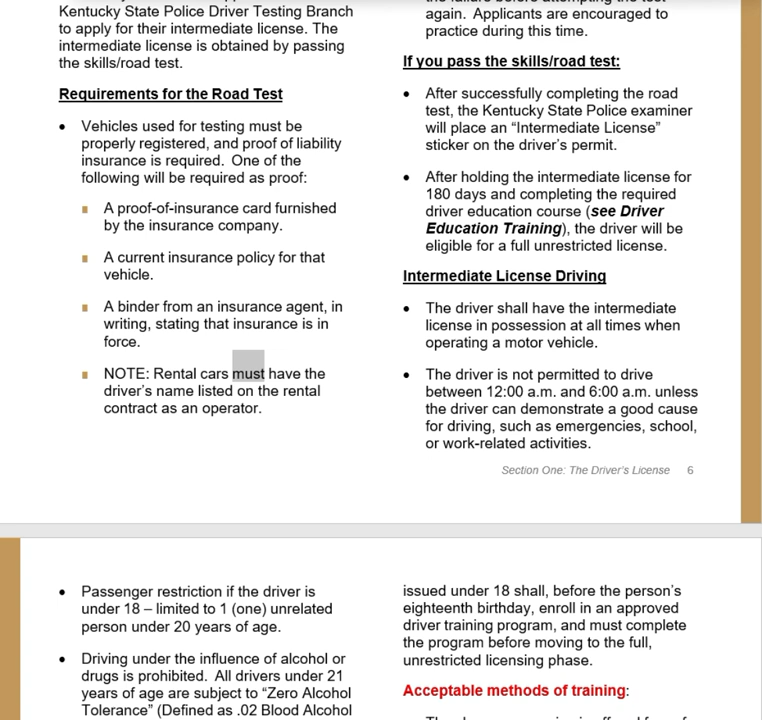 Kentucky State Police Driver Testing Branch
to apply for their intermediate license. The
intermediate license is obtained by passing
the skills/road test.
Requirements for the Road Test
• Vehicles used for testing must be
properly registered, and proof of liability
insurance is required. One of the
following will be required as proof:
▪ A proof-of-insurance card furnished
by the insurance company.
▪ A current insurance policy for that
vehicle.
▪ A binder from an insurance agent, in
writing, stating that insurance is in
force.
▪ NOTE: Rental cars must have the
driver's name listed on the rental
contract as an operator.
again. Applicants are encouraged to
practice during this time.
If you pass the skills/road test:
• After successfully completing the road
test, the Kentucky State Police examiner
will place an “Intermediate License”
sticker on the driver's permit.
• After holding the intermediate license for
180 days and completing the required
driver education course (see Driver
Education Training), the driver will be
eligible for a full unrestricted license.
Intermediate License Driving
• The driver shall have the intermediate
license in possession at all times when
operating a motor vehicle.
• The driver is not permitted to drive
between 12:00 a.m. and 6:00 a.m. unless
the driver can demonstrate a good cause
for driving, such as emergencies, school,
or work-related activities.
Section One: The Driver's License 6
• Passenger restriction if the driver is
under 18 – limited to 1 (one) unrelated
person under 20 years of age.
• Driving under the influence of alcohol or
drugs is prohibited. All drivers under 21
years of age are subject to “Zero Alcohol
Tolerance” (Defined as .02 Blood Alcohol
issued under 18 shall, before the person's
eighteenth birthday, enroll in an approved
driver training program, and must complete
the program before moving to the full,
unrestricted licensing phase.
Acceptable methods of training: